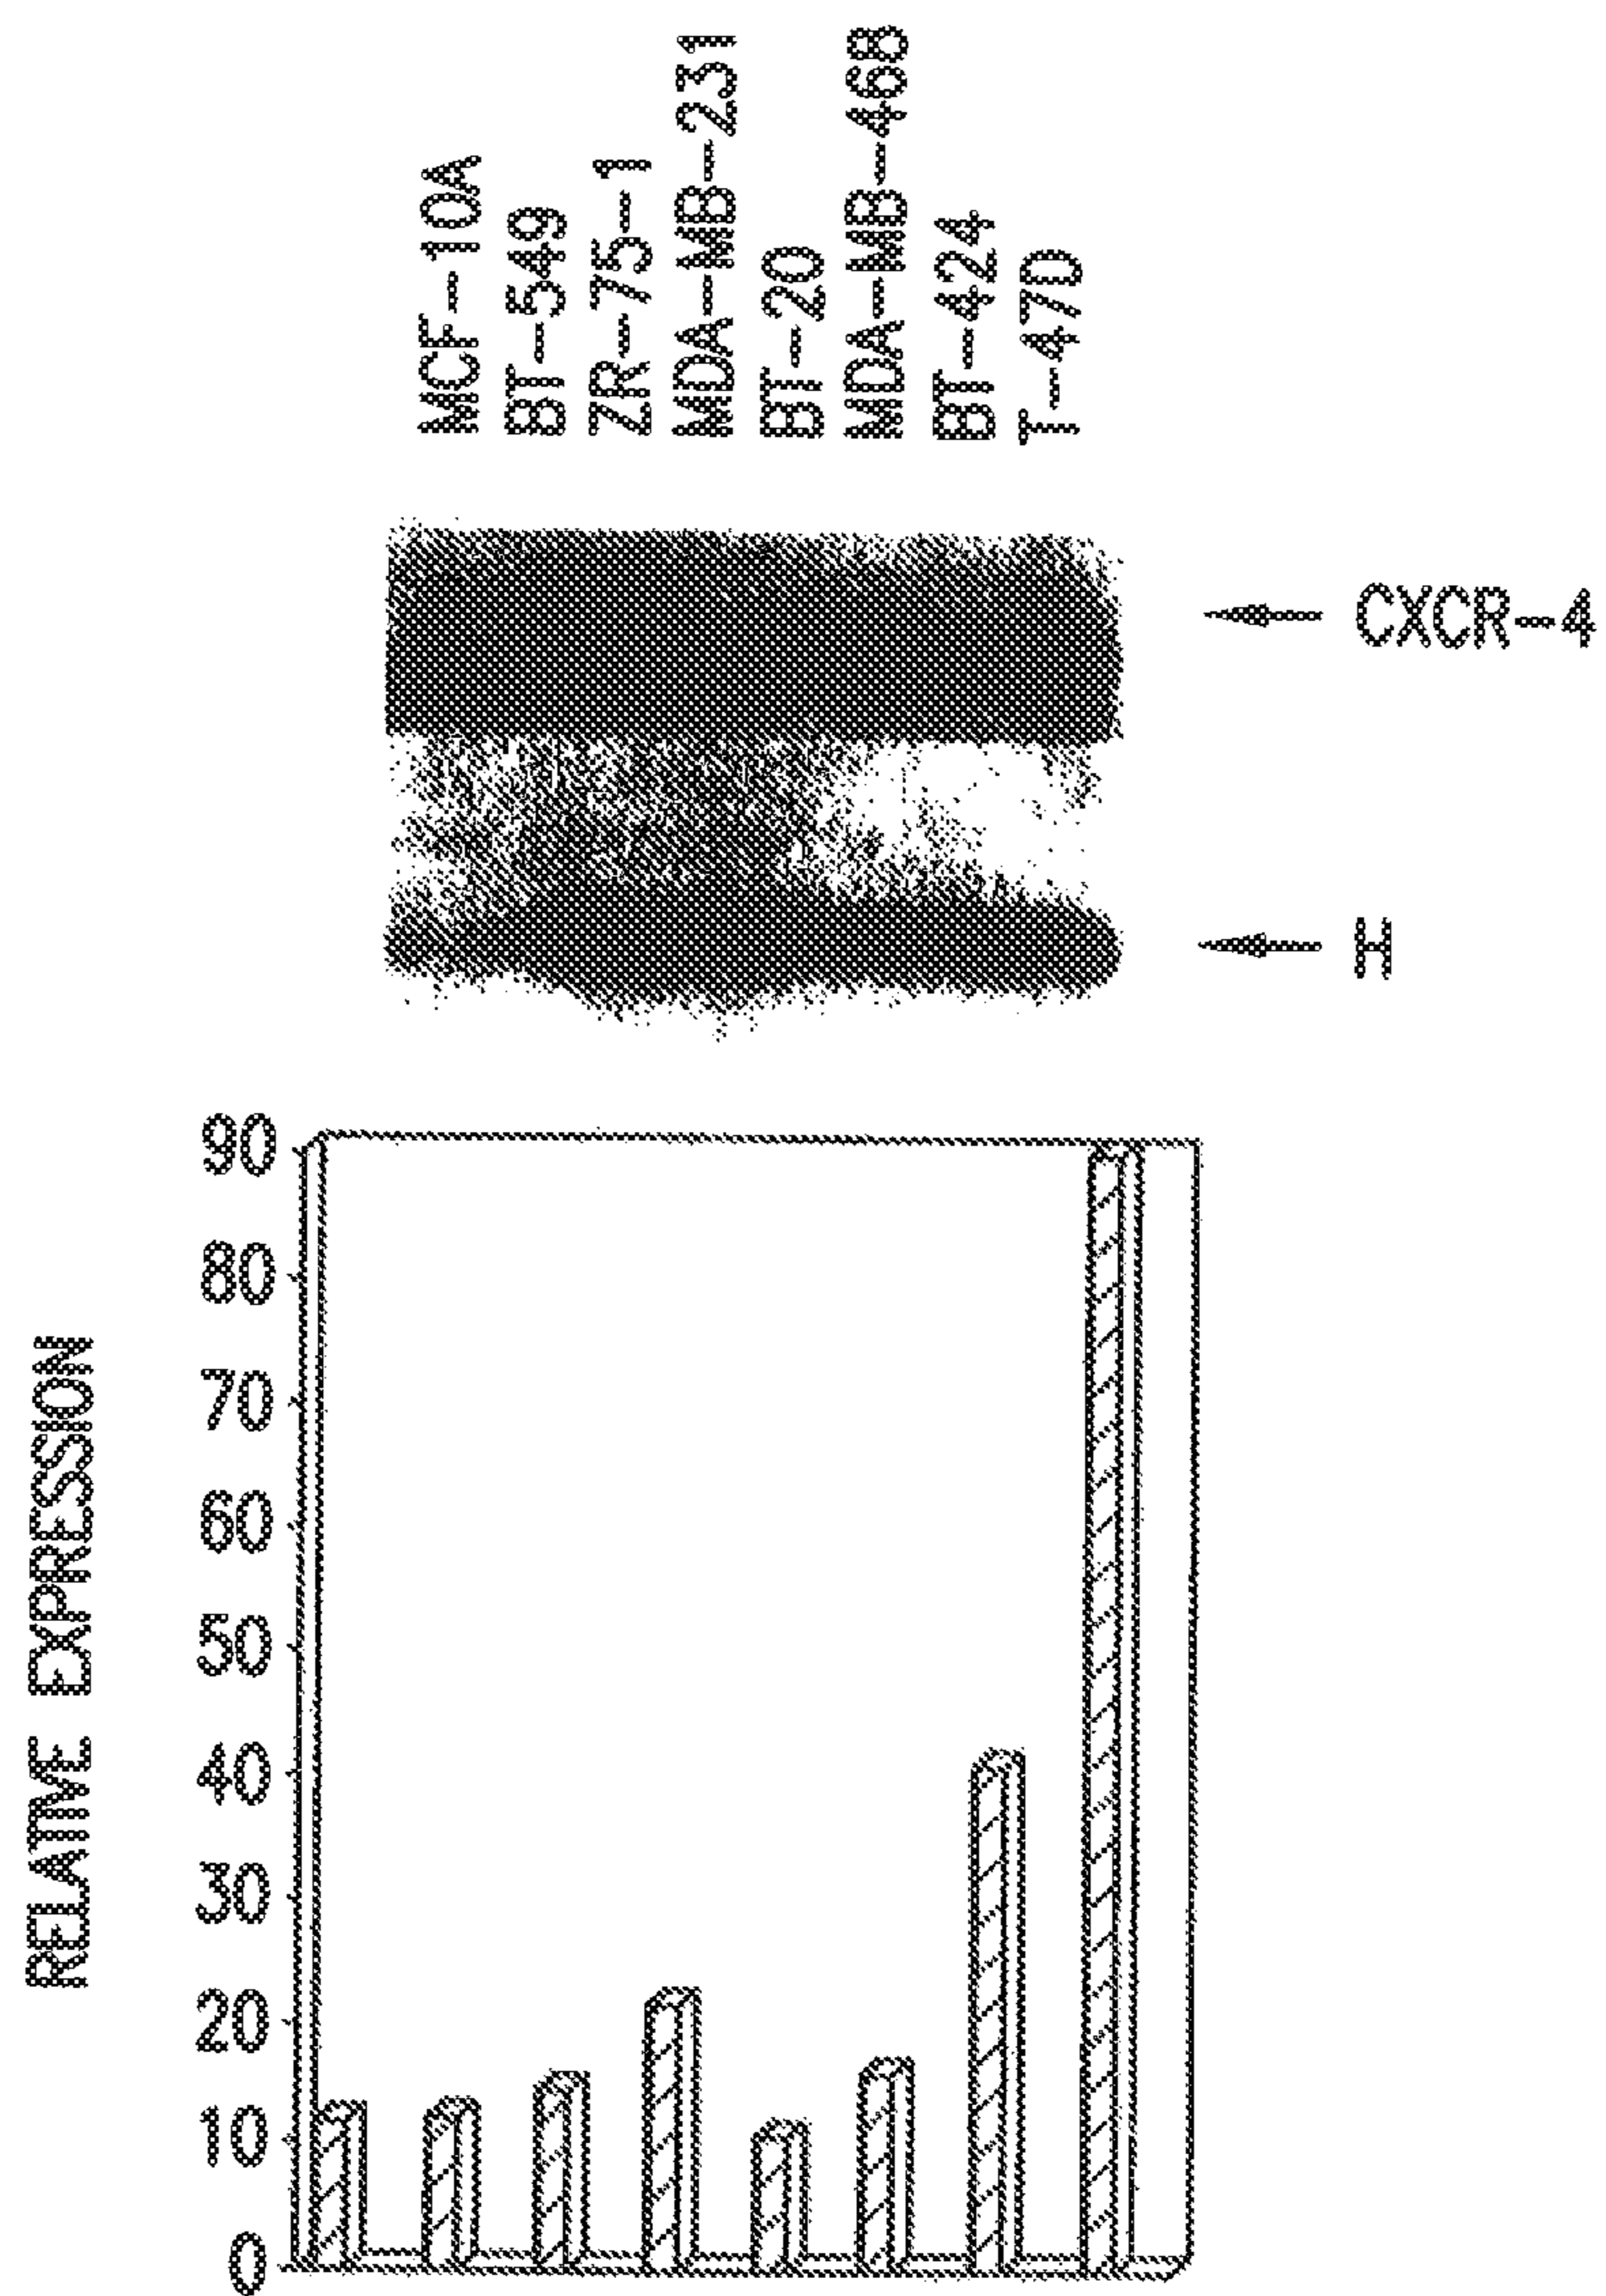 MCF-10A
BT-549
ZR-75-1
MDA-MB-231
BT-20
MDA-MB-468
BT-424
T-47D
CXCR-4
H
RELATIVE EXPRESSION
90
80
70
60
50
40
30
20
10
0